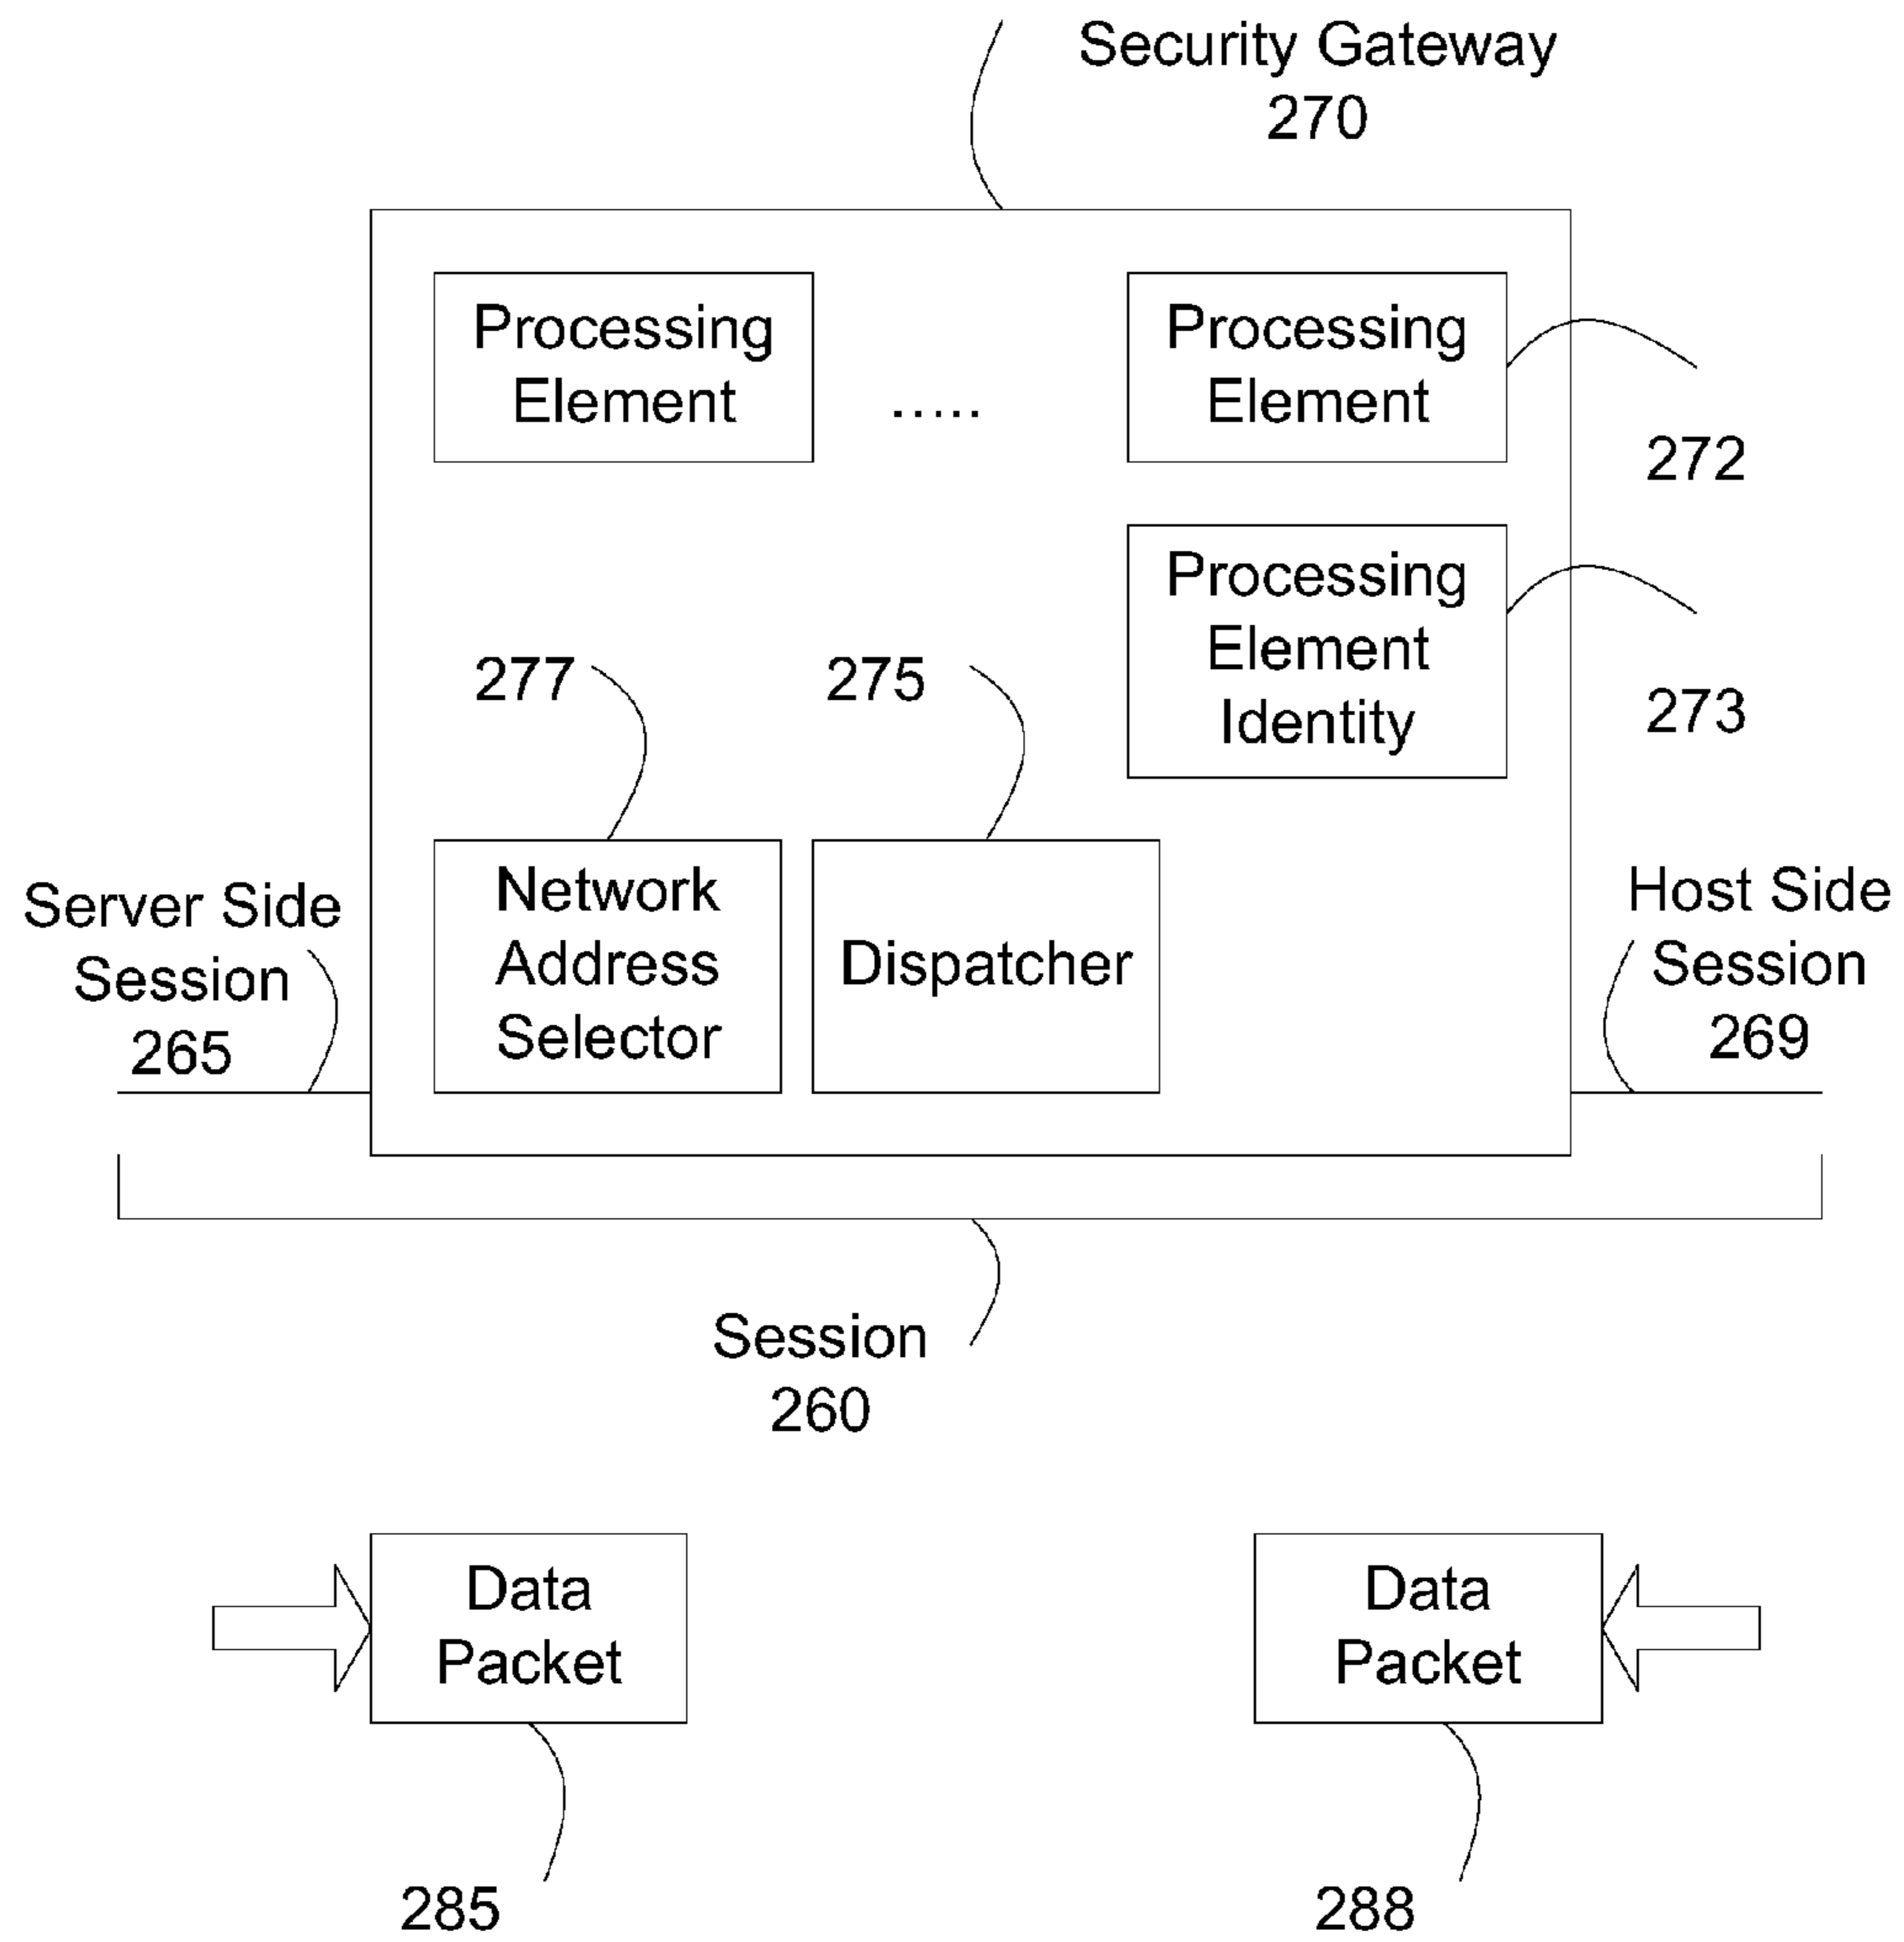 Security Gateway
270
Processing
Element
.....
Processing
Element
272
Processing
Element
Identity
273
277
275
Network
Address
Selector
Dispatcher
Server Side
Session
265
Host Side
Session
269
Session
260
Data
Packet
Data
Packet
285
288